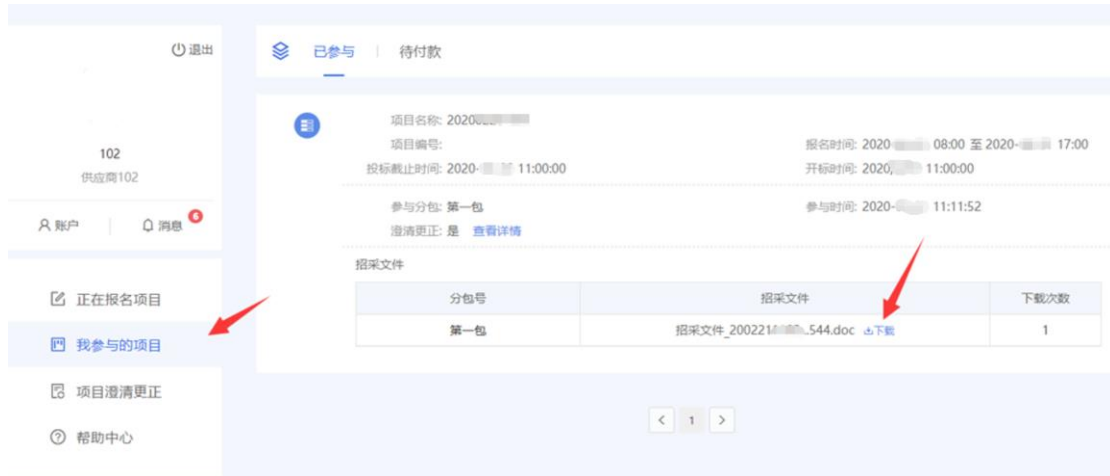 退出
已参与 | 待付款
102
供应商102
账户 | 消息 6
正在报名项目
我参与的项目
项目澄清更正
帮助中心
项目名称: 20200221
项目编号:
报名时间: 2020- 08:00 至 2020- 17:00
投标截止时间: 2020- 11:00:00
开标时间: 2020, 11:00:00
参与分包: 第一包
参与时间: 2020- 11:11:52
澄清更正: 是 查看详情
招采文件
分包号 招采文件 下载次数
第一包 招采文件_2002210 544.doc 下载 1
< 1 >